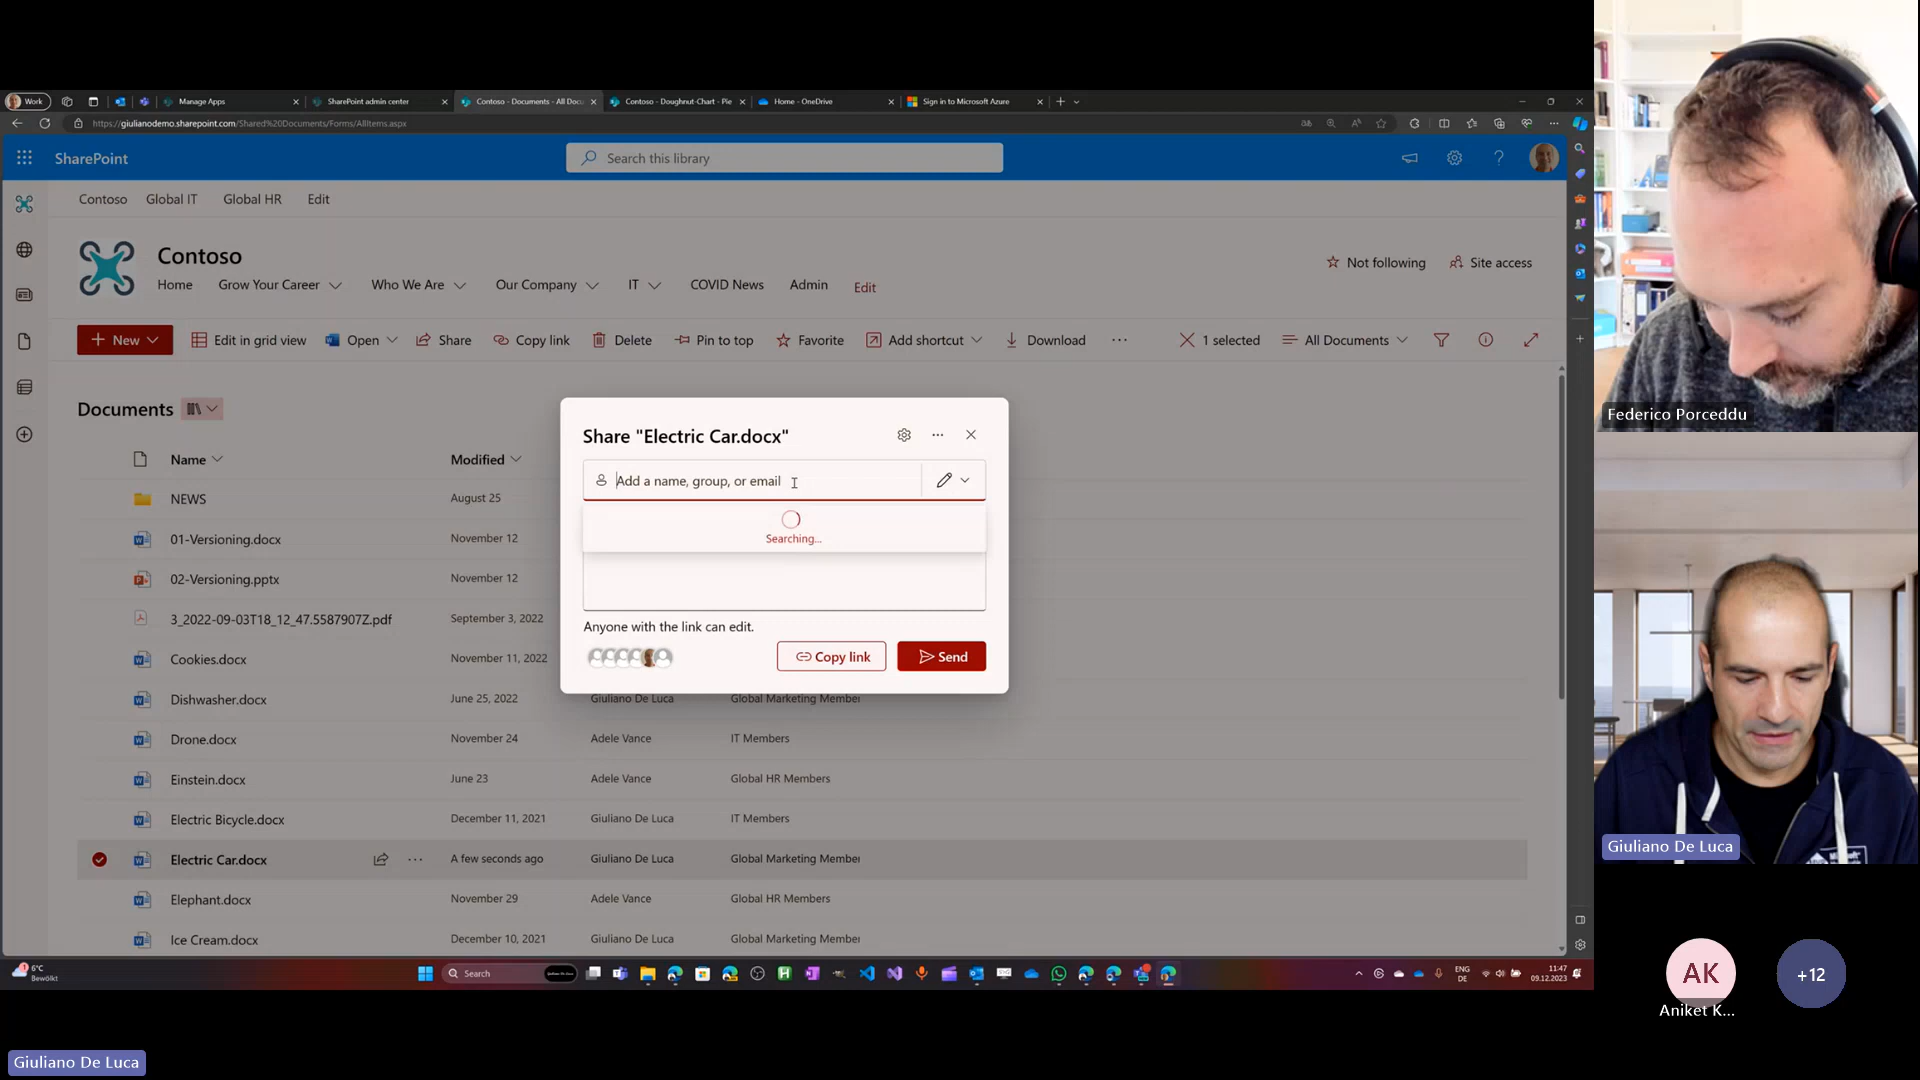 Work
Manage Apps
SharePoint admin center
Contoso - Documents - All Docu
Contoso - Doughnut-Chart - Pie
Home - OneDrive
Sign in to Microsoft Azure
https://giulianodemo.sharepoint.com/Shared%20Documents/Forms/AllItems.aspx
SharePoint
Search this library
Contoso
Global IT
Global HR
Edit
Contoso
Home
Grow Your Career
Who We Are
Our Company
IT
COVID News
Admin
Edit
Not following
Site access
New
Edit in grid view
Open
Share
Copy link
Delete
Pin to top
Favorite
Add shortcut
Download
1 selected
All Documents
Documents
Name
Modified
NEWS
August 25
01-Versioning.docx
November 12
02-Versioning.pptx
November 12
3_2022-09-03T18_12_47.5587907Z.pdf
September 3, 2022
Cookies.docx
November 11, 2022
Dishwasher.docx
June 25, 2022
Giuliano De Luca
Global Marketing Member
Drone.docx
November 24
Adele Vance
IT Members
Einstein.docx
June 23
Adele Vance
Global HR Members
Electric Bicycle.docx
December 11, 2021
Giuliano De Luca
IT Members
Electric Car.docx
A few seconds ago
Giuliano De Luca
Global Marketing Member
Elephant.docx
November 29
Adele Vance
Global HR Members
Ice Cream.docx
December 10, 2021
Giuliano De Luca
Global Marketing Member
Share "Electric Car.docx"
Add a name, group, or email
Searching...
Anyone with the link can edit.
Copy link
Send
6°C
Bewölkt
Search
ENG
DE
11:47
09.12.2023
Federico Porceddu
Giuliano De Luca
AK
Aniket K...
+12
Giuliano De Luca